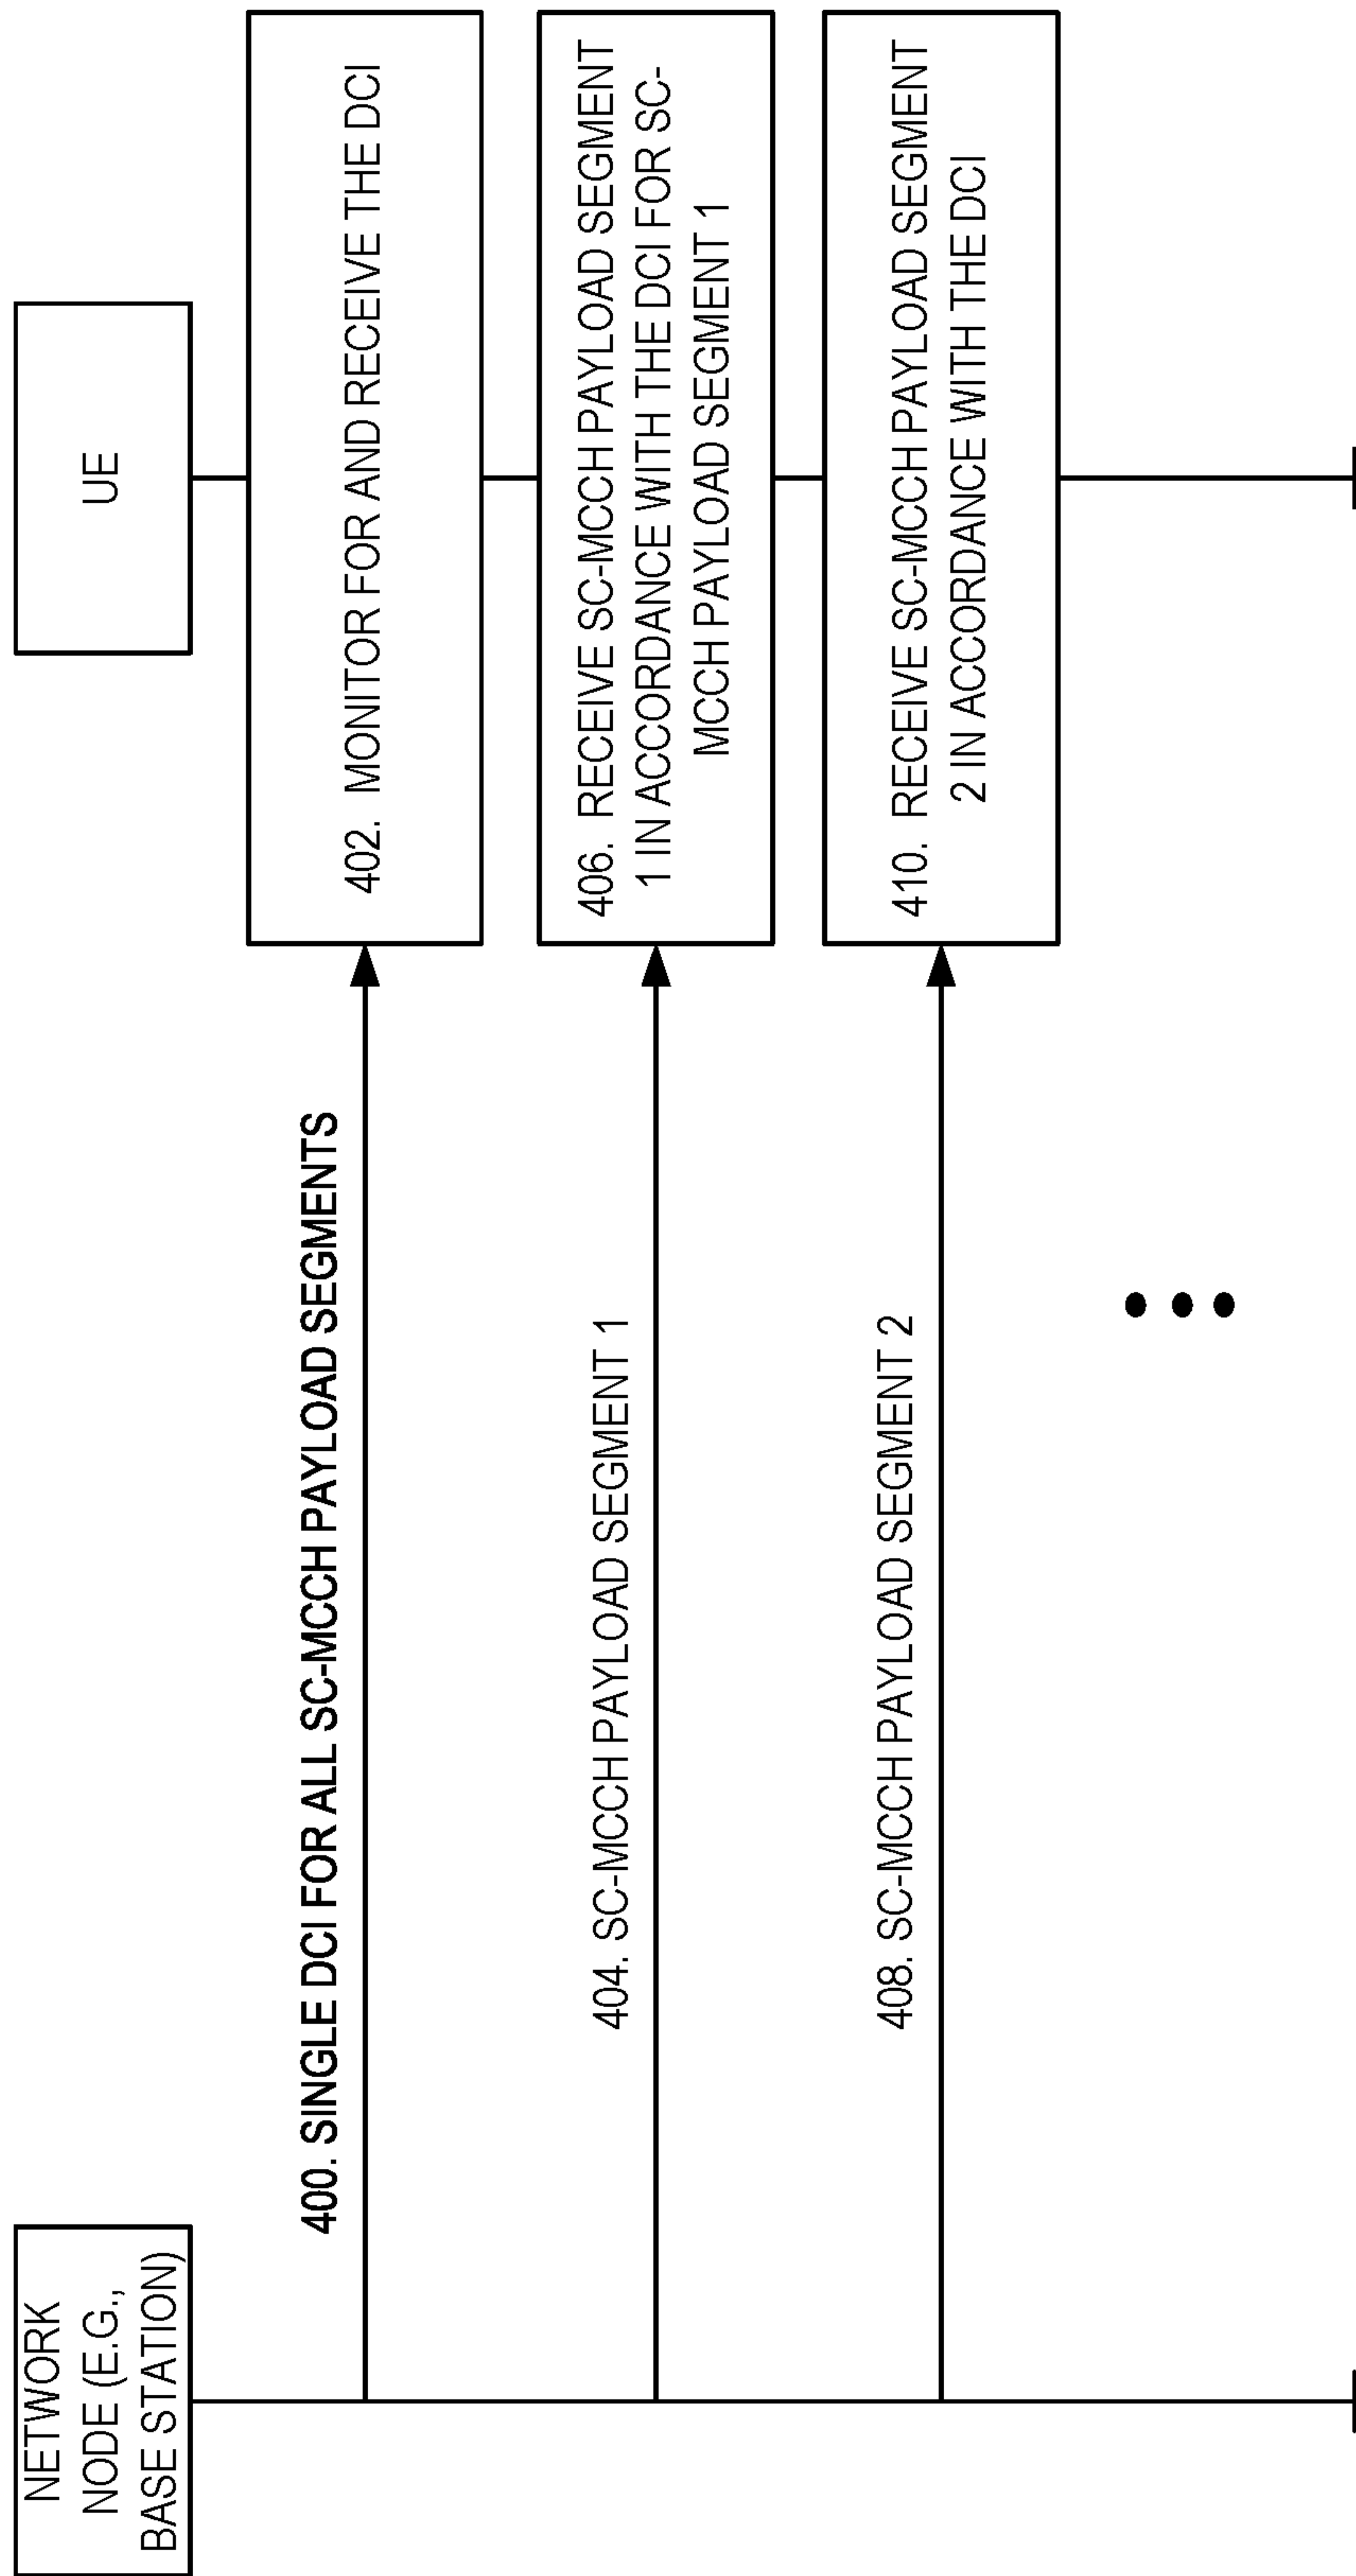 NETWORK
NODE (E.G.,
BASE STATION)
UE
400. SINGLE DCI FOR ALL SC-MCCH PAYLOAD SEGMENTS
402. MONITOR FOR AND RECEIVE THE DCI
404. SC-MCCH PAYLOAD SEGMENT 1
406. RECEIVE SC-MCCH PAYLOAD SEGMENT
1 IN ACCORDANCE WITH THE DCI FOR SC-
MCCH PAYLOAD SEGMENT 1
408. SC-MCCH PAYLOAD SEGMENT 2
410. RECEIVE SC-MCCH PAYLOAD SEGMENT
2 IN ACCORDANCE WITH THE DCI